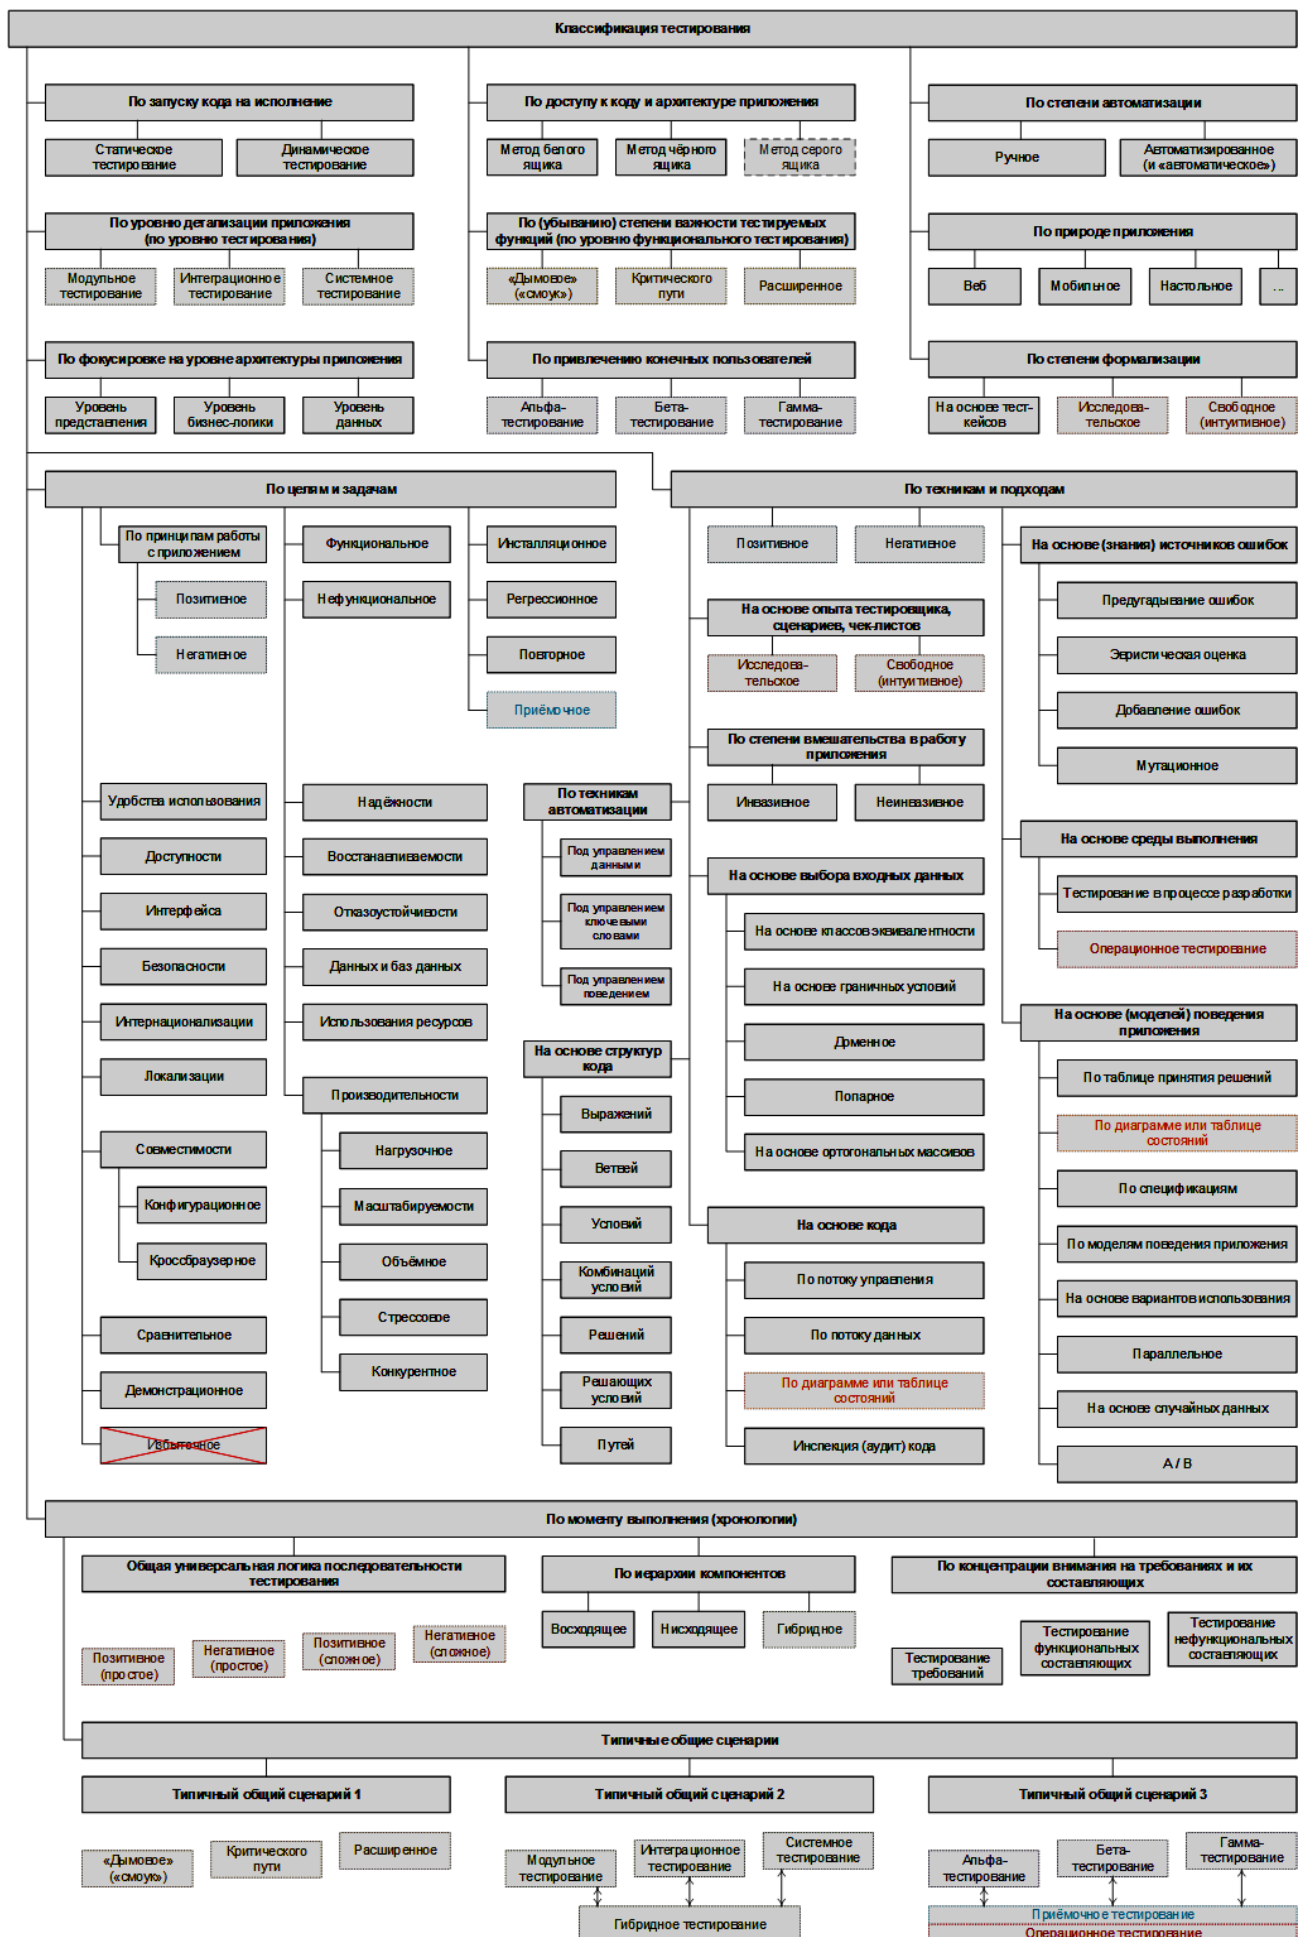 Классификация тестирования
По запуску кода на исполнение
Статическое
тестирование
Динамическое
тестирование
По доступу к коду и архитектуре приложения
Метод белого
ящика
Метод чёрного
ящика
Метод серого
ящика
По степени автоматизации
Ручное
Автоматизированное
(и «автоматическое»)
По уровню детализации приложения
(по уровню тестирования)
Модульное
тестирование
Интеграционное
тестирование
Системное
тестирование
По (убыванию) степени важности тестируемых
функций (по уровню функционального тестирования)
«Дымовое»
(«смоук»)
Критического
пути
Расширенное
По природе приложения
Веб
Мобильное
Настольное
...
По фокусировке на уровне архитектуры приложения
Уровень
представления
Уровень
бизнес-логики
Уровень
данных
По привлечению конечных пользователей
Альфа-
тестирование
Бета-
тестирование
Гамма-
тестирование
По степени формализации
На основе тест-
кейсов
Исследова-
тельское
Свободное
(интуитивное)
По целям и задачам
По принципам работы
с приложением
Позитивное
Негативное
Функциональное
Нефункциональное
Инсталляционное
Регрессионное
Повторное
Приёмочное
Удобства использования
Доступности
Интерфейса
Безопасности
Интернационализации
Локализации
Совместимости
Конфигурационное
Кроссбраузерное
Сравнительное
Демонстрационное
Избыточное
Надёжности
Восстанавливаемости
Отказоустойчивости
Данных и баз данных
Использования ресурсов
Производительности
Нагрузочное
Масштабируемости
Объёмное
Стрессовое
Конкурентное
По техникам и подходам
Позитивное
Негативное
На основе опыта тестировщика,
сценариев, чек-листов
Исследова-
тельское
Свободное
(интуитивное)
По степени вмешательства в работу
приложения
Инвазивное
Неинвазивное
По техникам
автоматизации
Под управлением
данными
Под управлением
ключевыми
словами
Под управлением
поведением
На основе выбора входных данных
На основе классов эквивалентности
На основе граничных условий
Доменное
Попарное
На основе ортогональных массивов
На основе структур
кода
Выражений
Ветвей
Условий
Комбинаций
условий
Решений
Решающих
условий
Путей
На основе кода
По потоку управления
По потоку данных
По диаграмме или таблице
состояний
Инспекция (аудит) кода
На основе (знания) источников ошибок
Предугадывание ошибок
Эвристическая оценка
Добавление ошибок
Мутационное
На основе среды выполнения
Тестирование в процессе разработки
Операционное тестирование
На основе (моделей) поведения
приложения
По таблице принятия решений
По диаграмме или таблице
состояний
По спецификациям
По моделям поведения приложения
На основе вариантов использования
Параллельное
На основе случайных данных
A / B
По моменту выполнения (хронологии)
Общая универсальная логика последовательности
тестирования
Позитивное
(простое)
Негативное
(простое)
Позитивное
(сложное)
Негативное
(сложное)
По иерархии компонентов
Восходящее
Нисходящее
Гибридное
По концентрации внимания на требованиях и их
составляющих
Тестирование
требований
Тестирование
функциональных
составляющих
Тестирование
нефункциональных
составляющих
Типичные общие сценарии
Типичный общий сценарий 1
«Дымовое»
(«смоук»)
Критического
пути
Расширенное
Типичный общий сценарий 2
Модульное
тестирование
Интеграционное
тестирование
Системное
тестирование
Гибридное тестирование
Типичный общий сценарий 3
Альфа-
тестирование
Бета-
тестирование
Гамма-
тестирование
Приёмочное тестирование
Операционное тестирование